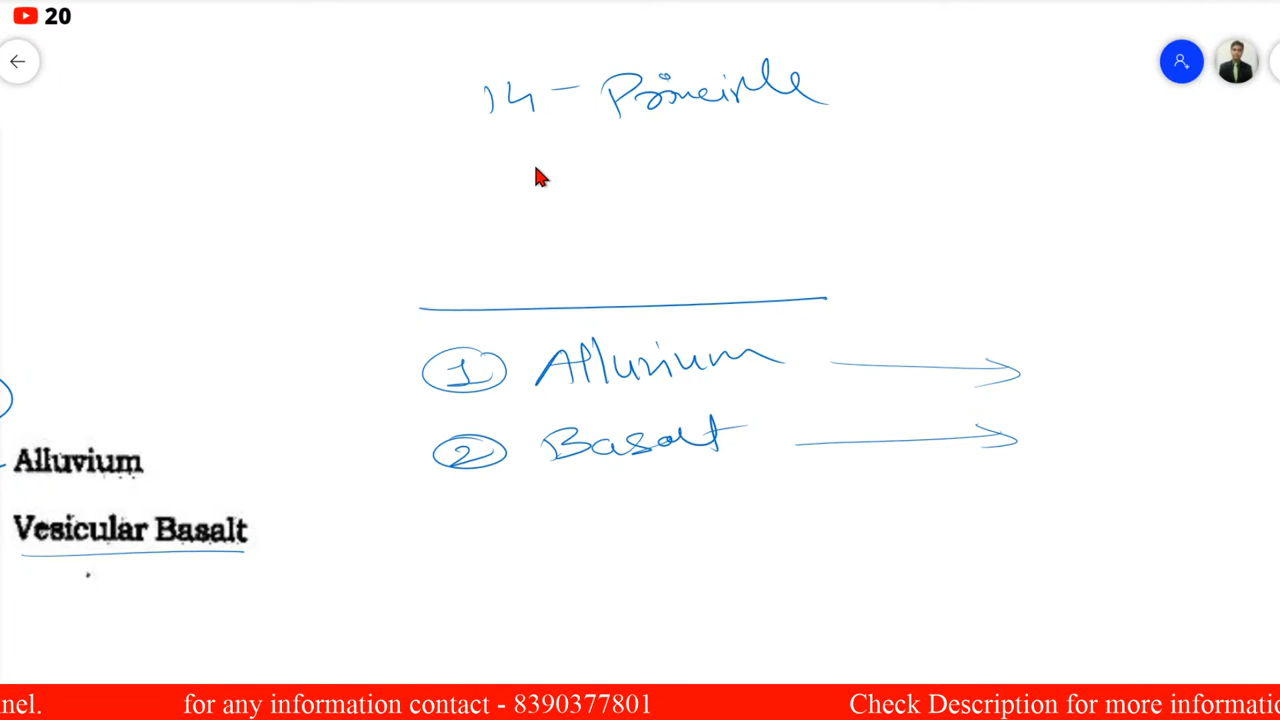 20
14 - Principle
1 Alluvium
2 Basalt
Alluvium
Vesicular Basalt
nel. for any information contact - 8390377801 Check Description for more informatio